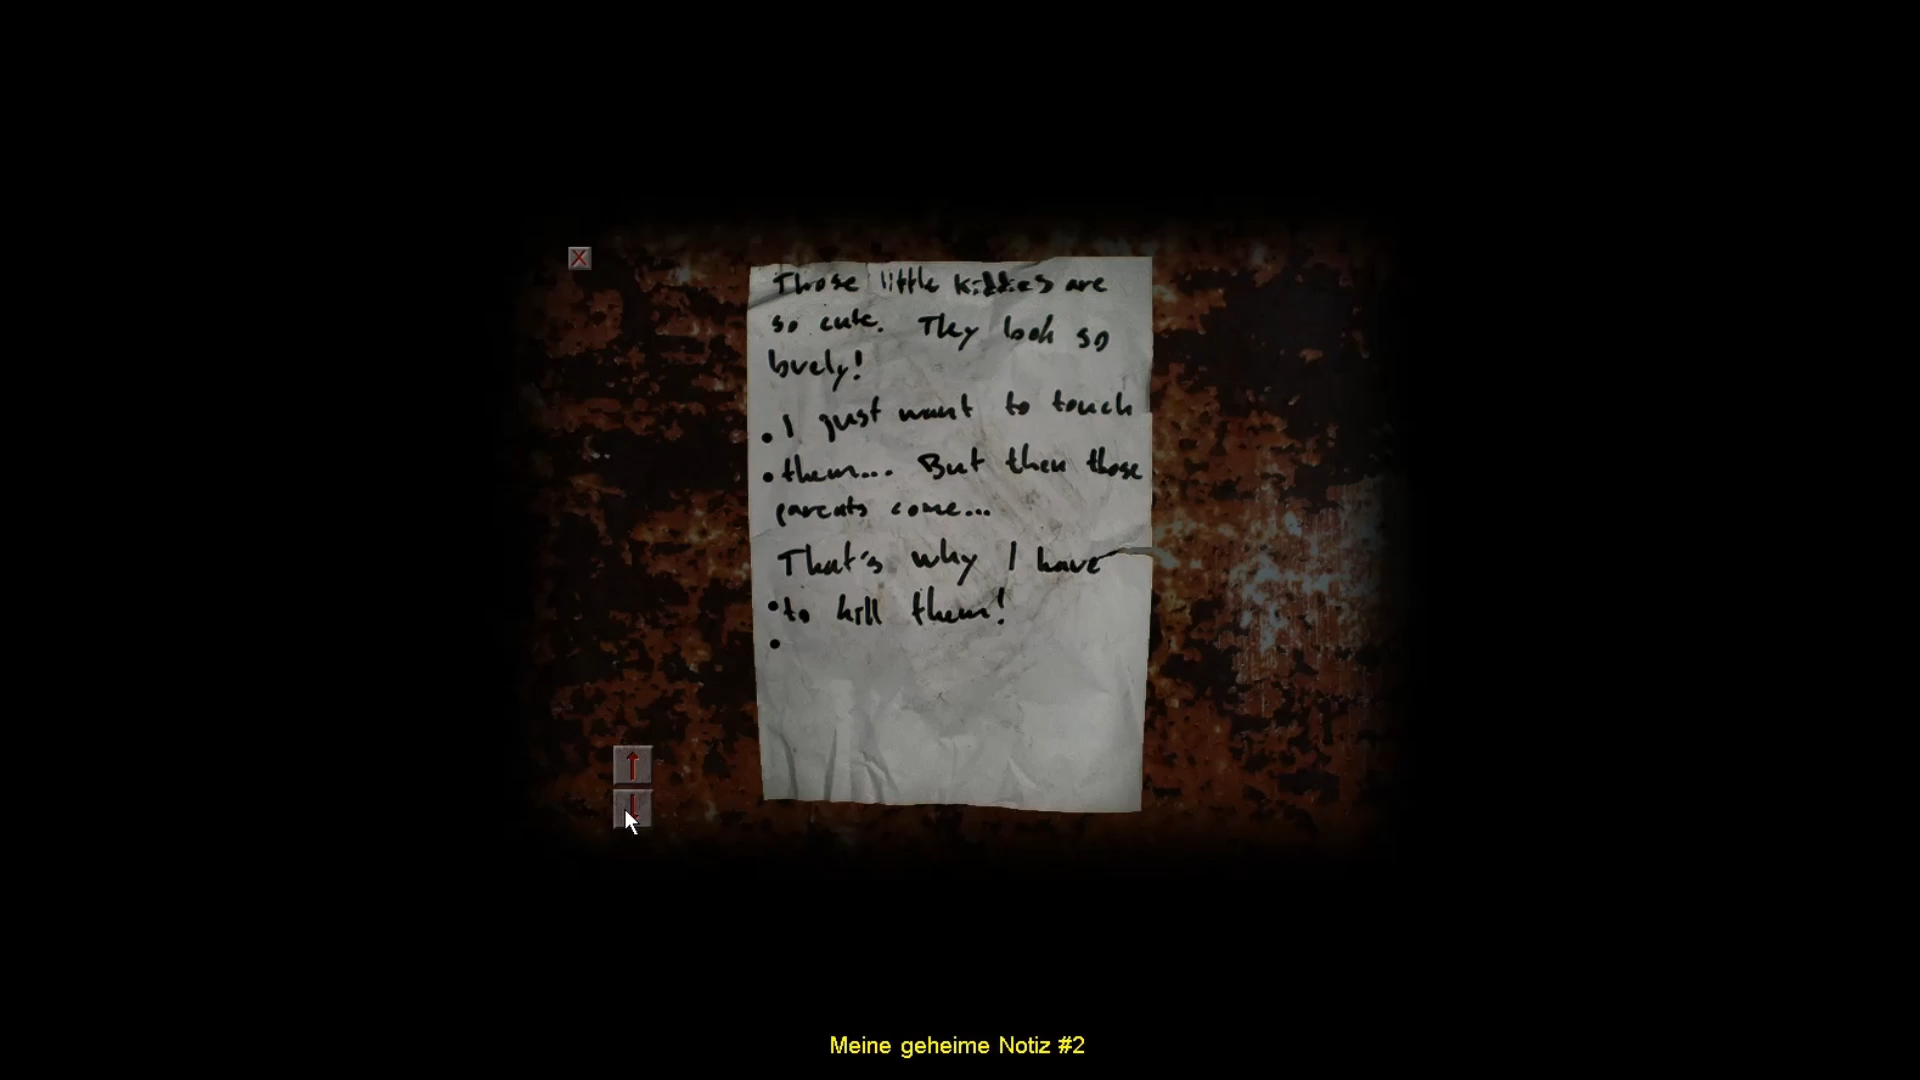 Those little kiddies are
so cute. They look so
lovely!
I just want to touch
them... But then those
parents come...
That's why I have
to kill them!
Meine geheime Notiz #2